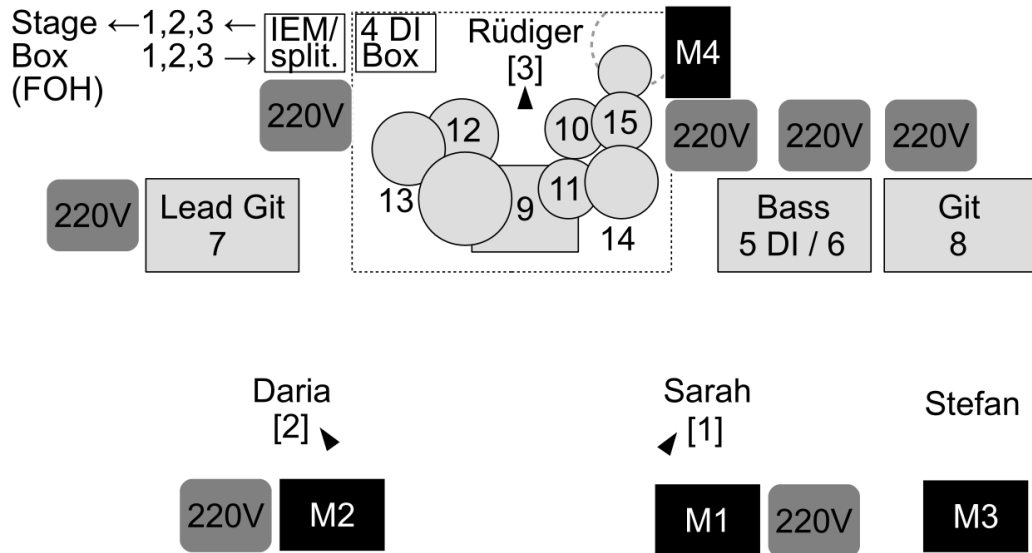 Stage ←1,2,3 ←
Box 1,2,3 →
(FOH)
IEM/
split.
4 DI
Box
Rüdiger
[3]
M4
220V
12
10
15
220V
220V
220V
220V
Lead Git
7
13
9
11
14
Bass
5 DI / 6
Git
8
Daria
[2]
Sarah
[1]
Stefan
220V
M2
M1
220V
M3